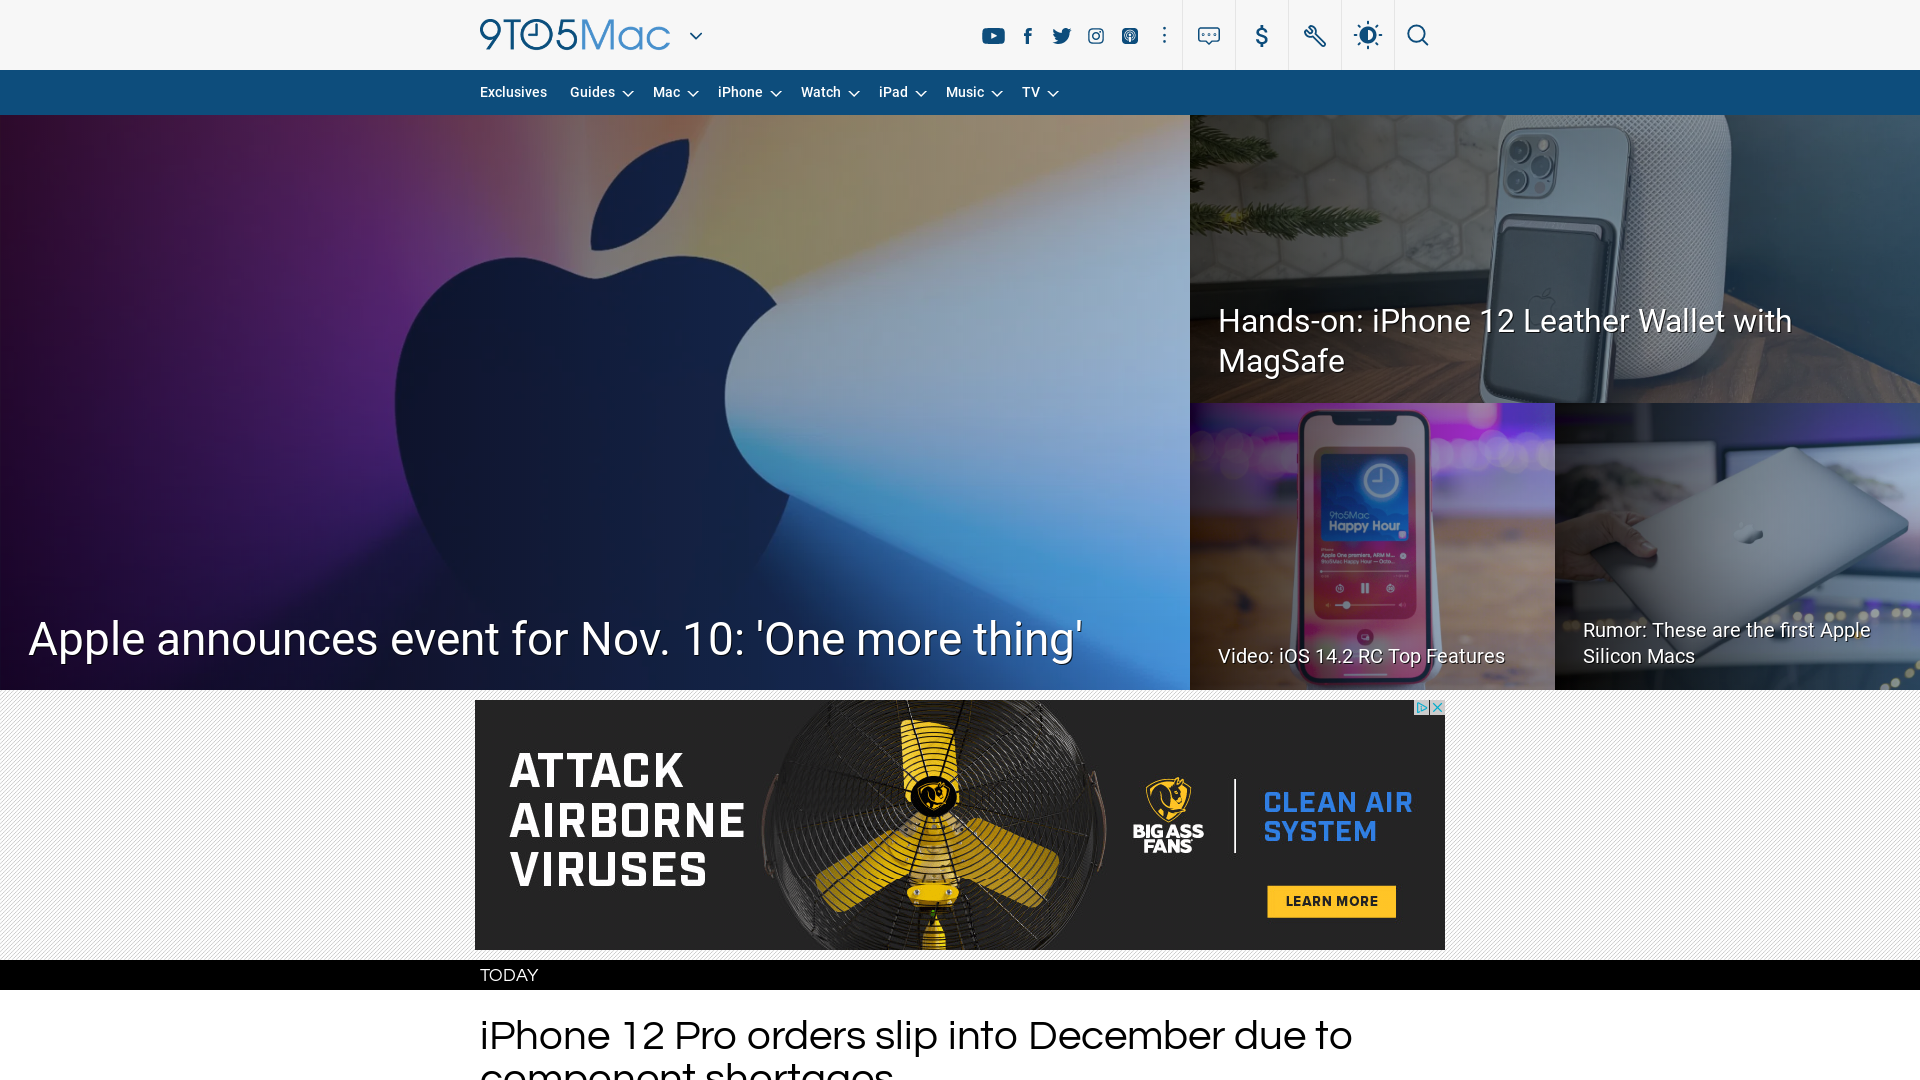 9TO5Mac
Exclusives
Guides
Mac
iPhone
Watch
iPad
Music
TV
Hands-on: iPhone 12 Leather Wallet with
MagSafe
Apple announces event for Nov. 10: 'One more thing'
9to5Mac
Happy Hour
Video: iOS 14.2 RC Top Features
Rumor: These are the first Apple
Silicon Macs
ATTACK
AIRBORNE
VIRUSES
BIG ASS
FANS
CLEAN AIR
SYSTEM
LEARN MORE
TODAY
iPhone 12 Pro orders slip into December due to
component shortages